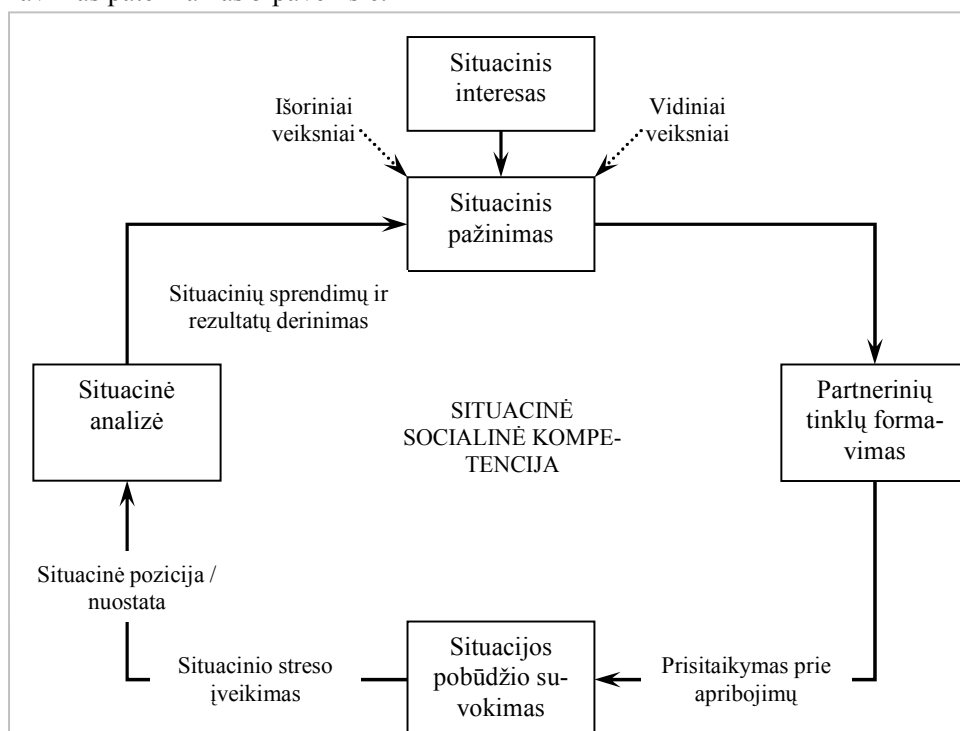 Situacinis
interesas
Išoriniai
veiksniai
Vidiniai
veiksniai
Situacinis
pažinimas
Situacinių sprendimų ir
rezultatų derinimas
Situacinė
analizė
SITUACINĖ
SOCIALINĖ KOMPE-
TENCIJA
Partnerinių
tinklų forma-
vimas
Situacinė pozicija /
nuostata
Situacinio streso
įveikimas
Situacijos
pobūdžio su-
vokimas
Prisitaikymas prie
apribojimų